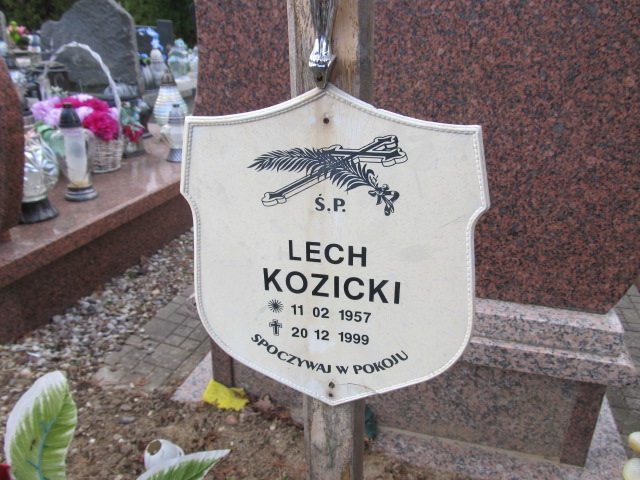 Ś.P.
LECH
KOZICKI
11 02 1957
20 12 1999
SPOCZYWAJ W POKOJU